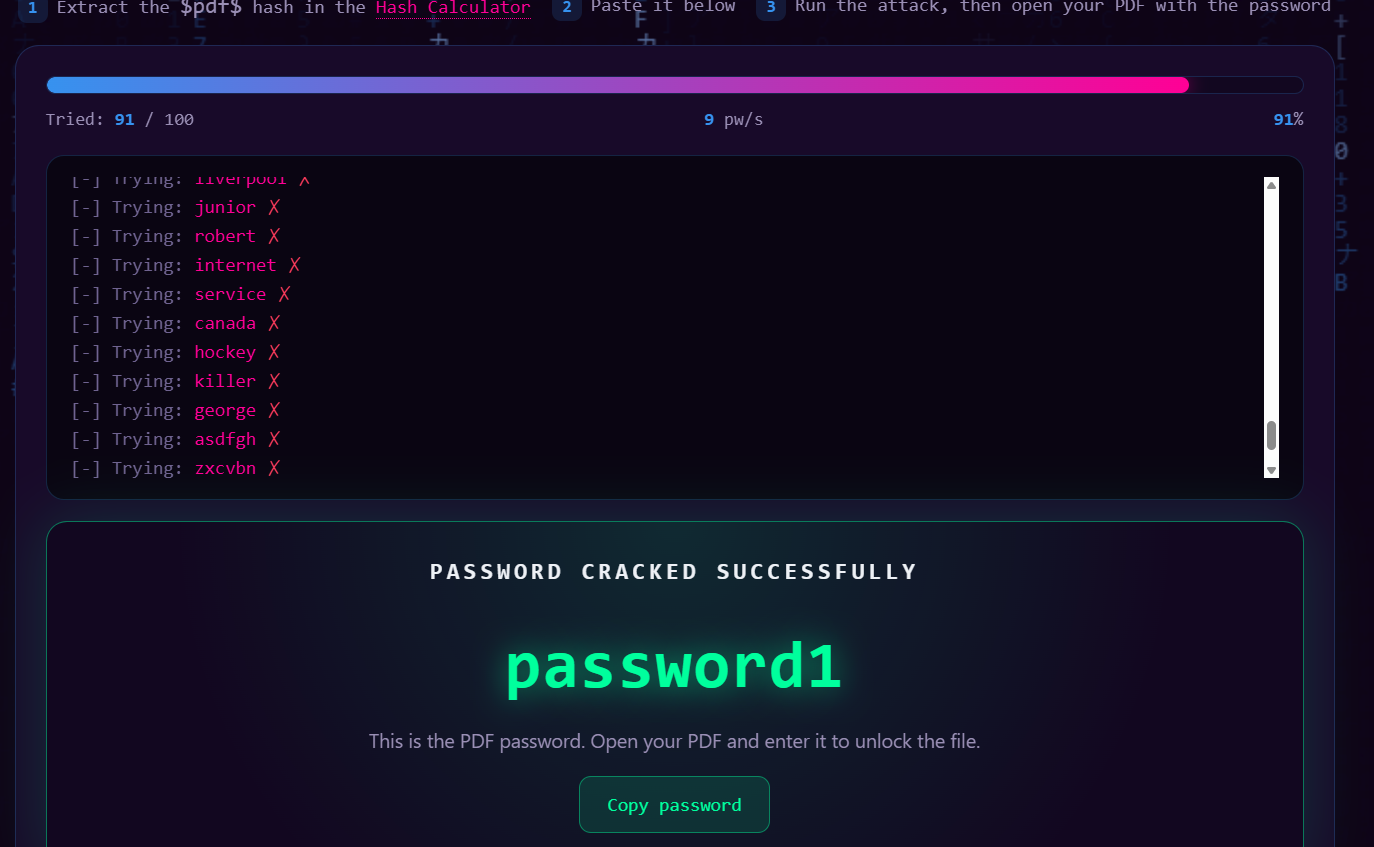 1 Extract the $pdf$ hash in the Hash Calculator 2 Paste it below 3 Run the attack, then open your PDF with the password
Tried: 91 / 100 9 pw/s 91%
[-] Trying: liverpool ✗
[-] Trying: junior ✗
[-] Trying: robert ✗
[-] Trying: internet ✗
[-] Trying: service ✗
[-] Trying: canada ✗
[-] Trying: hockey ✗
[-] Trying: killer ✗
[-] Trying: george ✗
[-] Trying: asdfgh ✗
[-] Trying: zxcvbn ✗
PASSWORD CRACKED SUCCESSFULLY
password1
This is the PDF password. Open your PDF and enter it to unlock the file.
Copy password